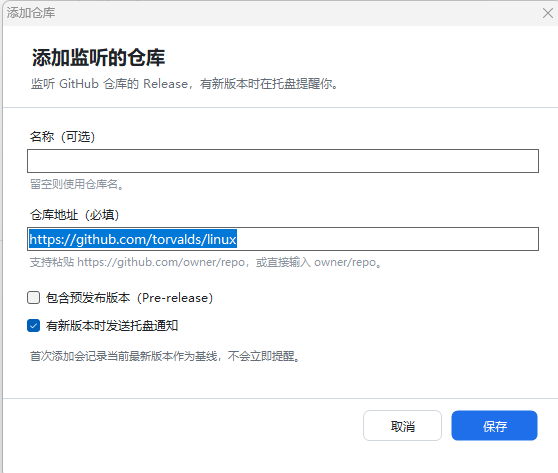 添加仓库
添加监听的仓库
监听 GitHub 仓库的 Release，有新版本时在托盘提醒你。
名称（可选）
留空则使用仓库名。
仓库地址（必填）
https://github.com/torvalds/linux
支持粘贴 https://github.com/owner/repo，或直接输入 owner/repo。
包含预发布版本（Pre-release）
有新版本时发送托盘通知
首次添加会记录当前最新版本作为基线，不会立即提醒。
取消
保存